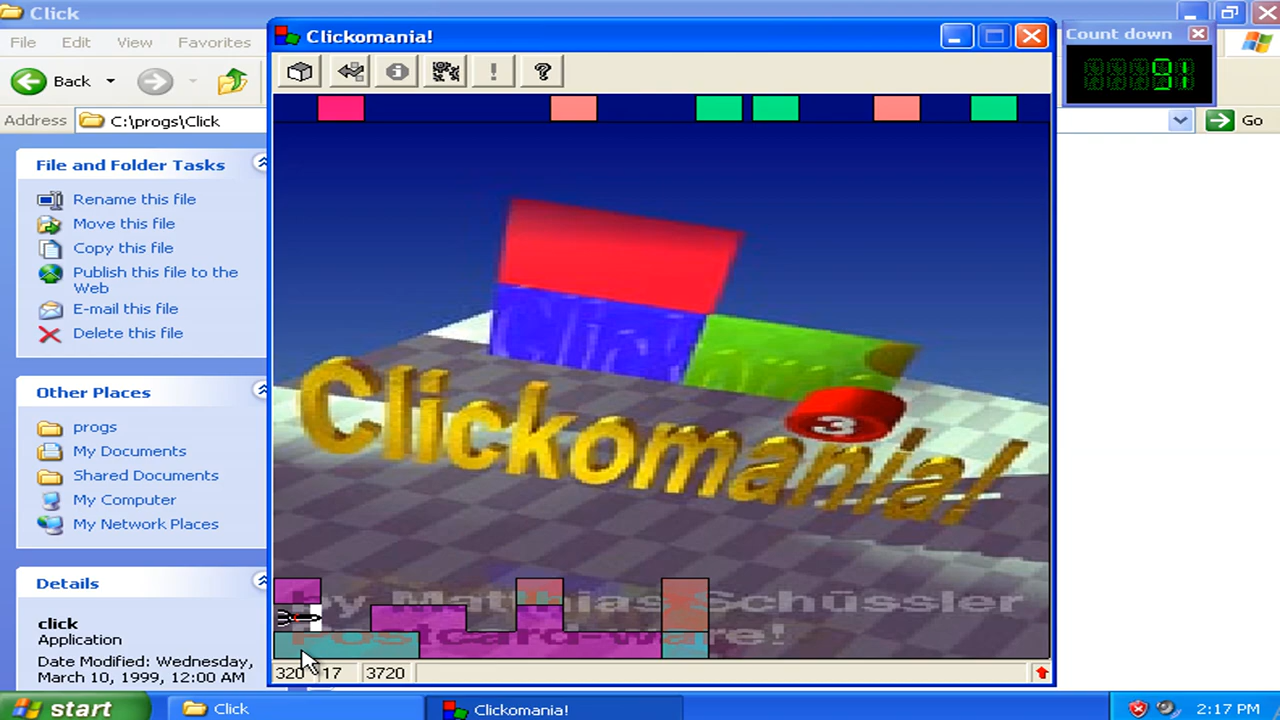 Click
File Edit View Favorites
Back
Address C:\progs\Click Go
File and Folder Tasks
Rename this file
Move this file
Copy this file
Publish this file to the
Web
E-mail this file
Delete this file
Other Places
progs
My Documents
Shared Documents
My Computer
My Network Places
Details
click
Application
Date Modified: Wednesday,
March 10, 1999, 12:00 AM
Clickomania!
Count down
91
Click
3
Clickomania!
by Matthias Schüssler
Postcard-ware!
320 17 3720
start Click Clickomania! 2:17 PM